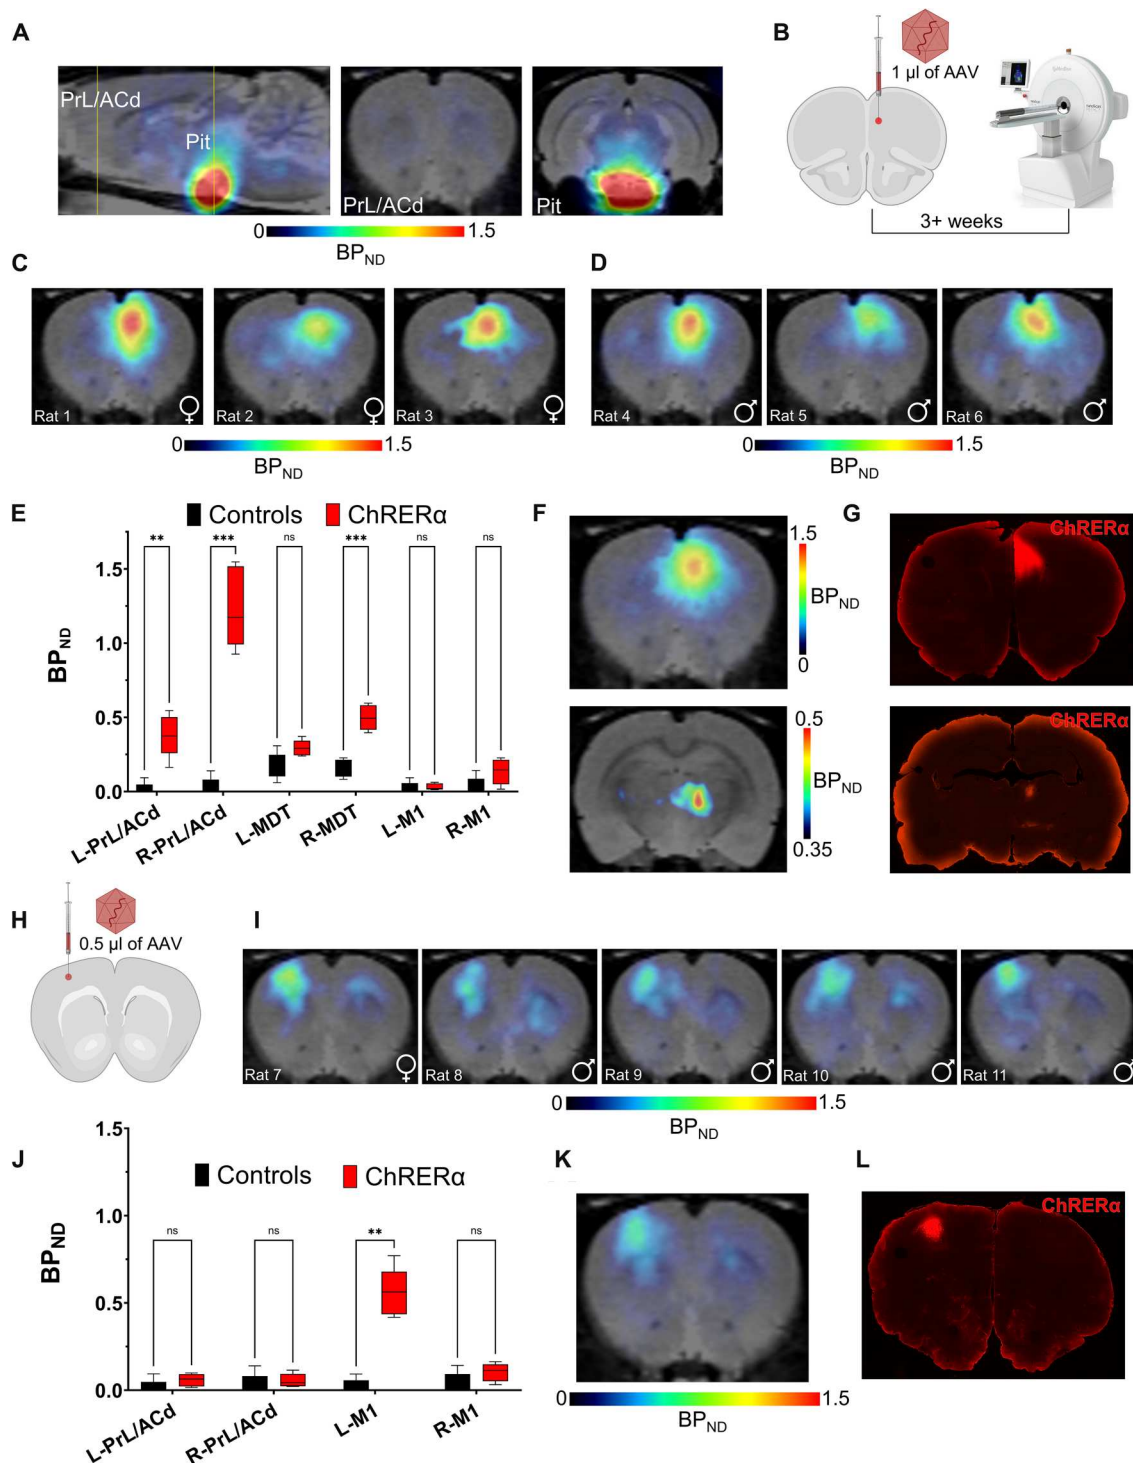 A
PrL/ACd
Pit
PrL/ACd
Pit
0 1.5
BPND
B
1 µl of AAV
3+ weeks
C
Rat 1 ♀
Rat 2 ♀
Rat 3 ♀
0 1.5
BPND
D
Rat 4 ♂
Rat 5 ♂
Rat 6 ♂
0 1.5
BPND
E
Controls ChRERα
** *** ns *** ns ns
BPND
1.5
1.0
0.5
0.0
L-PrL/ACd
R-PrL/ACd
L-MDT
R-MDT
L-M1
R-M1
F
1.5
BPND
0
0.5
BPND
0.35
G
ChRERα
ChRERα
H
0.5 µl of AAV
I
Rat 7 ♀
Rat 8 ♂
Rat 9 ♂
Rat 10 ♂
Rat 11 ♂
0 1.5
BPND
J
Controls ChRERα
ns ns ** ns
BPND
1.5
1.0
0.5
0.0
L-PrL/ACd
R-PrL/ACd
L-M1
R-M1
K
0 1.5
BPND
L
ChRERα